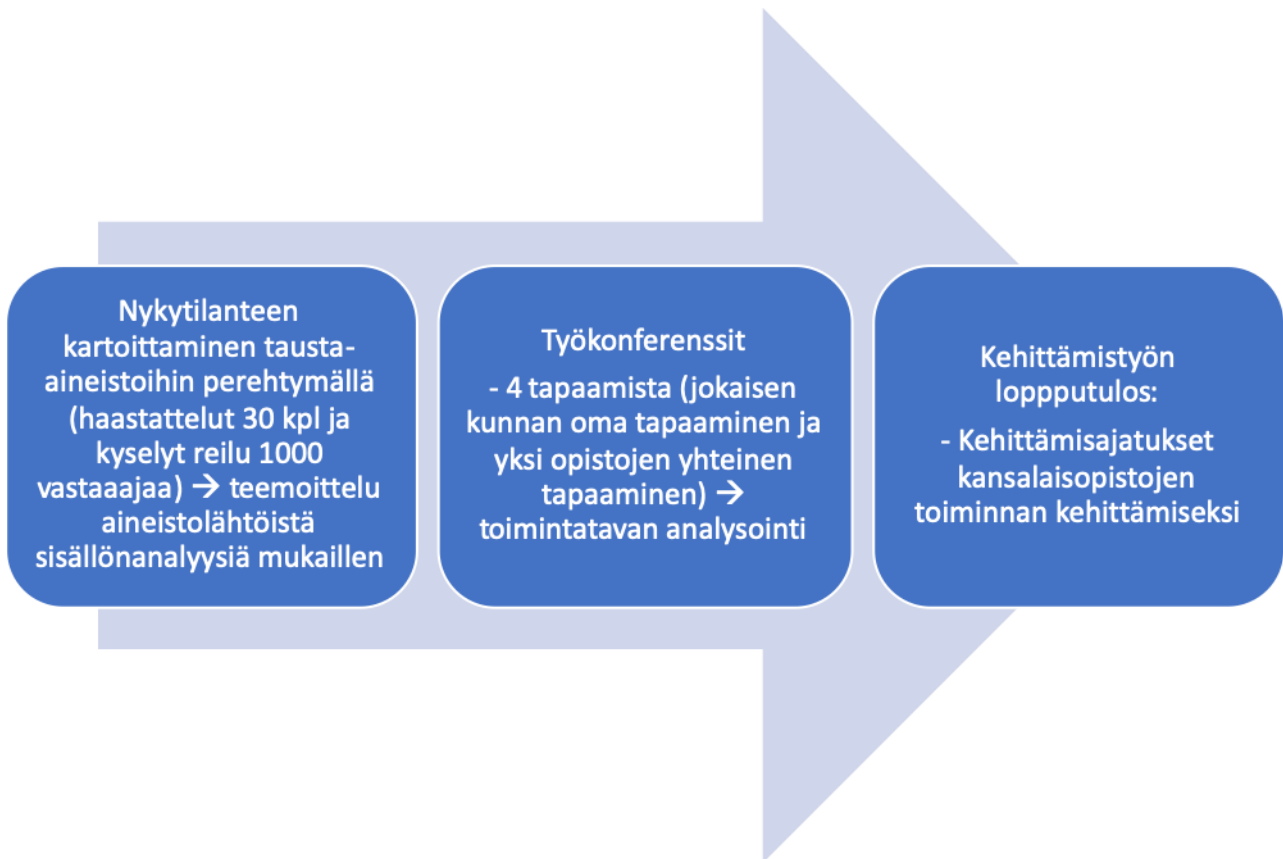 Nykytilanteen
kartoittaminen tausta-
aineistoihin perehtymällä
(haastattelut 30 kpl ja
kyselyt reilu 1000
vastaaajaa) → teemoittelu
aineistolähtöistä
sisällönanalyysiä mukaillen
Työkonferenssit
- 4 tapaamista (jokaisen
kunnan oma tapaaminen ja
yksi opistojen yhteinen
tapaaminen) →
toimintatavan analysointi
Kehittämistyön
loppputulos:
- Kehittämisajatukset
kansalaisopistojen
toiminnan kehittämiseksi